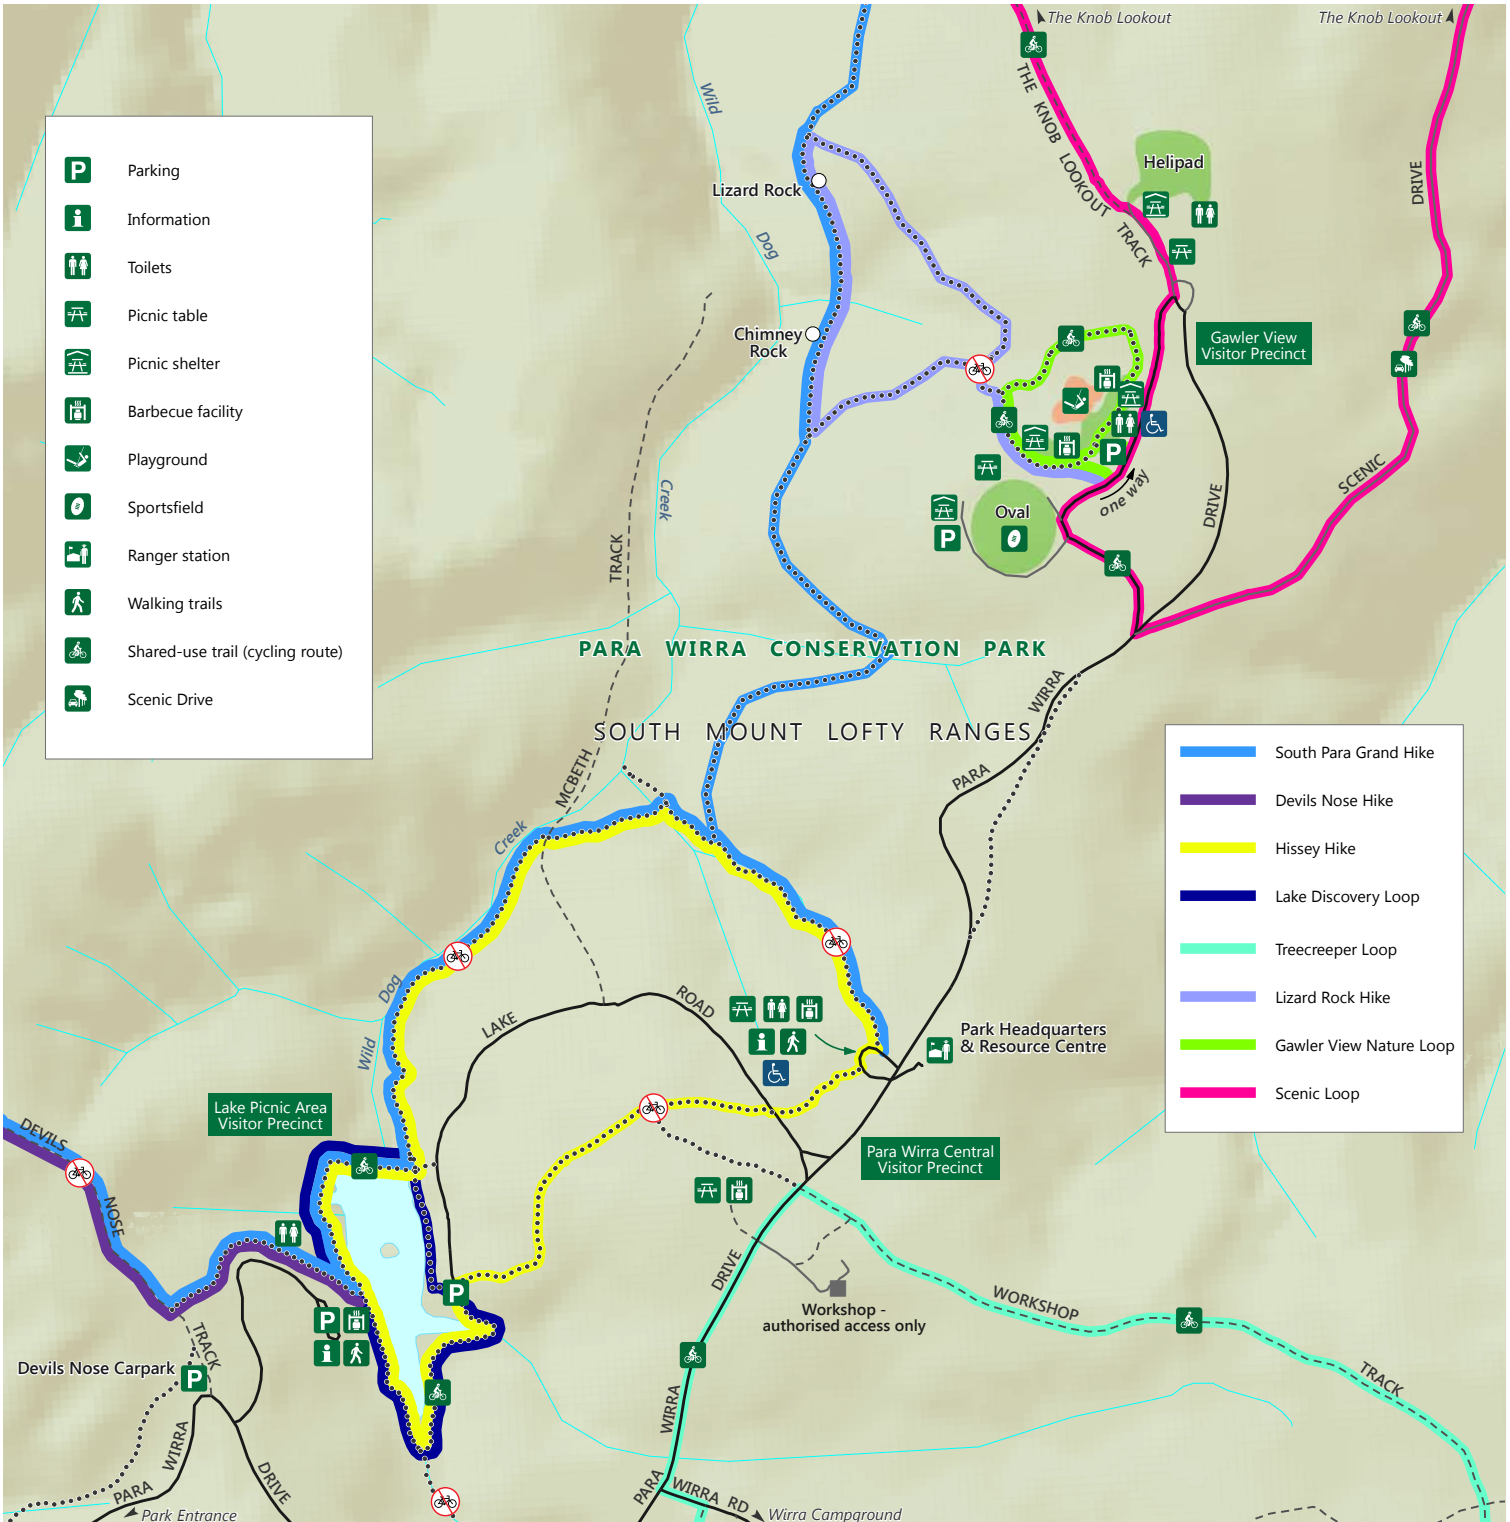 The Knob Lookout
The Knob Lookout
THE KNOB LOOKOUT TRACK
Wild
Dog
Creek
Helipad
DRIVE
Lizard Rock
Chimney
Rock
Parking
Information
Toilets
Picnic table
Picnic shelter
Barbecue facility
Playground
Sportsfield
Ranger station
Walking trails
Shared-use trail (cycling route)
Scenic Drive
P
P
P
Gawler View
Visitor Precinct
one way
Oval
DRIVE
SCENIC
TRACK
PARA WIRRA CONSERVATION PARK
SOUTH MOUNT LOFTY RANGES
WIRRA
PARA
MCBETH
Creek
Dog
Wild
South Para Grand Hike
Devils Nose Hike
Hissey Hike
Lake Discovery Loop
Treecreeper Loop
Lizard Rock Hike
Gawler View Nature Loop
Scenic Loop
LAKE
ROAD
Park Headquarters
& Resource Centre
Lake Picnic Area
Visitor Precinct
DEVILS
NOSE
TRACK
Para Wirra Central
Visitor Precinct
P
P
Devils Nose Carpark
P
DRIVE
WORKSHOP
TRACK
Workshop -
authorised access only
WIRRA
PARA
WIRRA
PARA
DRIVE
WIRRA RD
Park Entrance
Wirra Campground